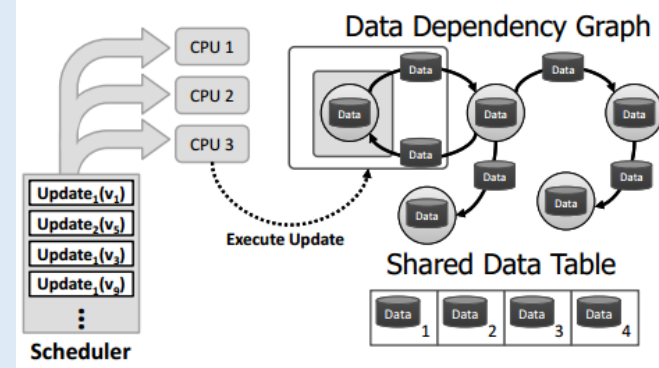 Data Dependency Graph
CPU 1
CPU 2
CPU 3
Data
Data
Data
Data
Data
Data
Data
Data
Data
Data
Execute Update
Update₁(v₁)
Update₂(v₅)
Update₁(v₃)
Update₁(v₉)
Scheduler
Shared Data Table
Data 1 Data 2 Data 3 Data 4